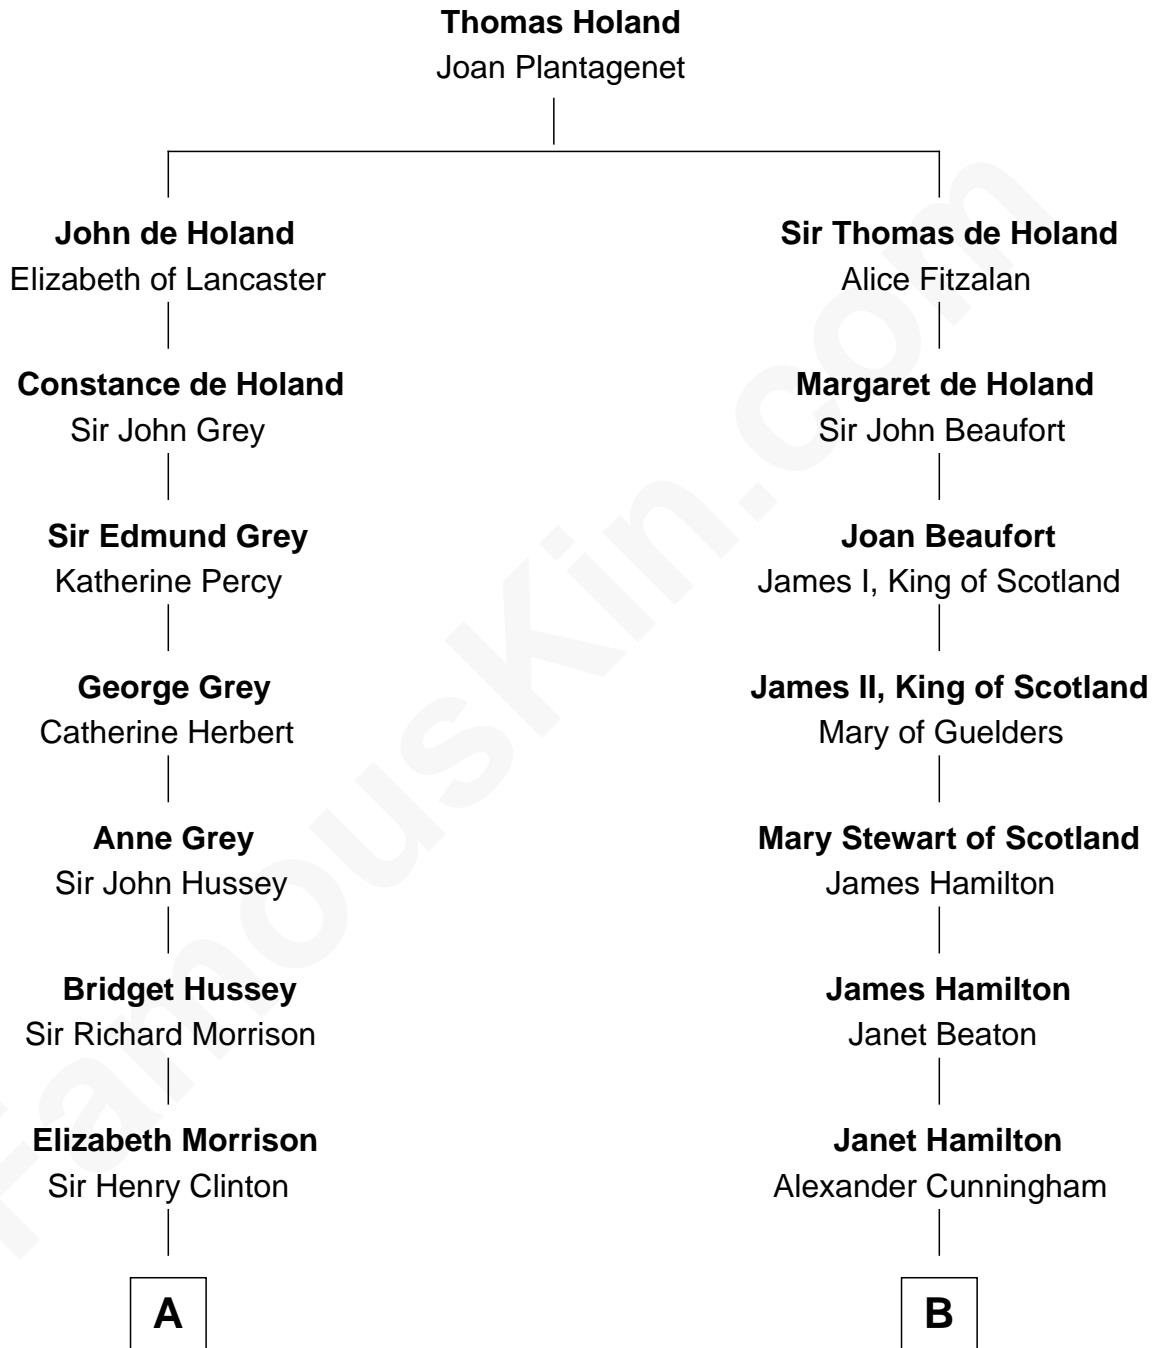 Thomas Holand
Joan Plantagenet
John de Holand
Elizabeth of Lancaster
Constance de Holand
Sir John Grey
Sir Edmund Grey
Katherine Percy
George Grey
Catherine Herbert
Anne Grey
Sir John Hussey
Bridget Hussey
Sir Richard Morrison
Elizabeth Morrison
Sir Henry Clinton
A
Sir Thomas de Holand
Alice Fitzalan
Margaret de Holand
Sir John Beaufort
Joan Beaufort
James I, King of Scotland
James II, King of Scotland
Mary of Guelders
Mary Stewart of Scotland
James Hamilton
James Hamilton
Janet Beaton
Janet Hamilton
Alexander Cunningham
B
FamousKin.com